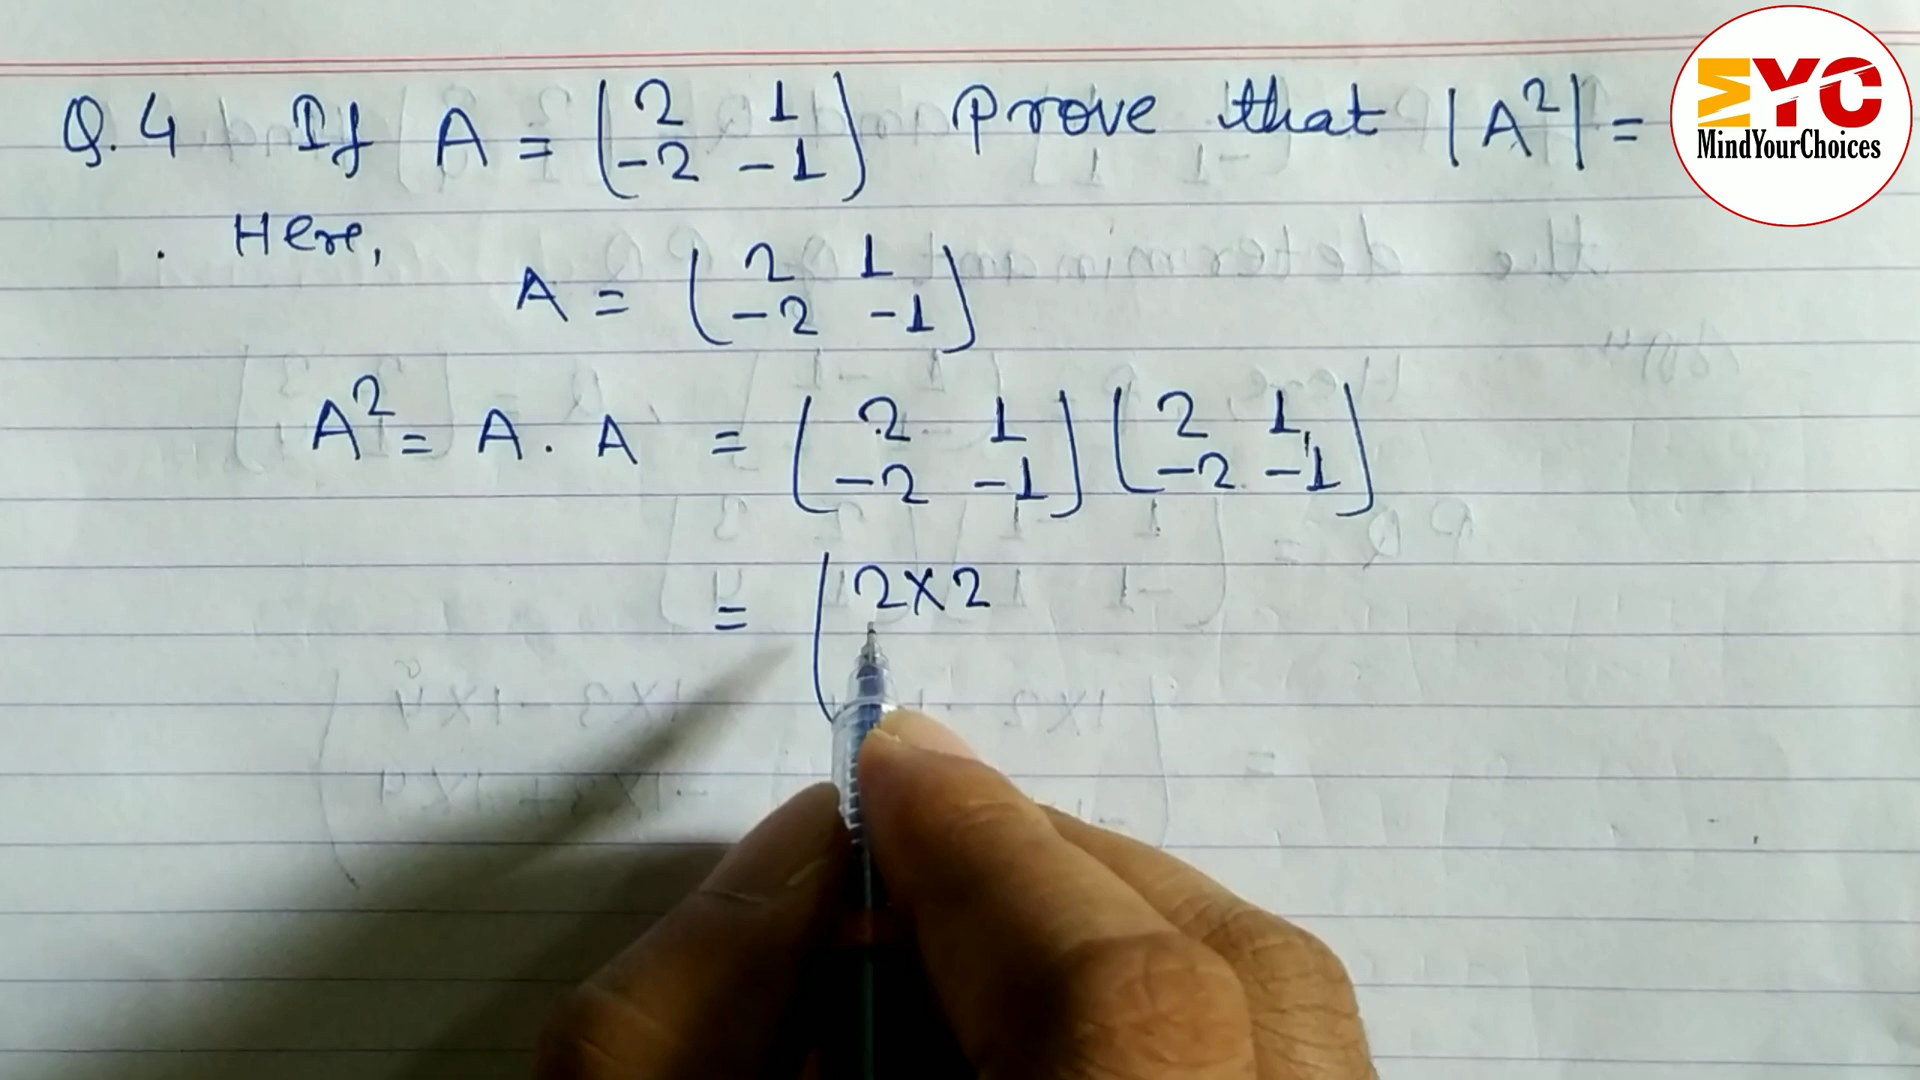 Q.4 If A = (2 1 -2 -1) Prove that |A²| =
MYC
MindYourChoices
Here,
A = (2 1 -2 -1)
A² = A . A = (2 1 -2 -1) (2 1 -2 -1)
= (2×2